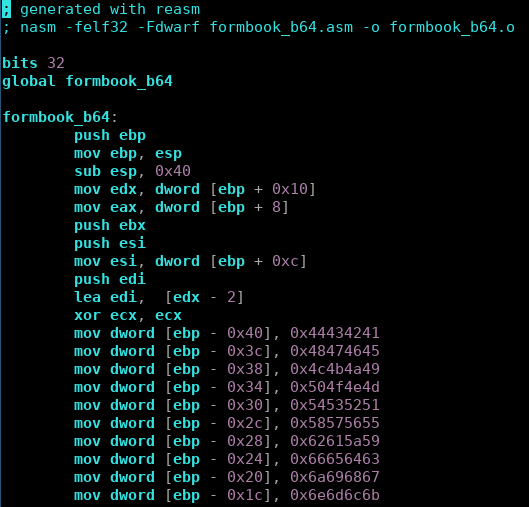 ; generated with reasm
; nasm -felf32 -Fdwarf formbook_b64.asm -o formbook_b64.o
bits 32
global formbook_b64
formbook_b64:
push ebp
mov ebp, esp
sub esp, 0x40
mov edx, dword [ebp + 0x10]
mov eax, dword [ebp + 8]
push ebx
push esi
mov esi, dword [ebp + 0xc]
push edi
lea edi,  [edx - 2]
xor ecx, ecx
mov dword [ebp - 0x40], 0x44434241
mov dword [ebp - 0x3c], 0x48474645
mov dword [ebp - 0x38], 0x4c4b4a49
mov dword [ebp - 0x34], 0x504f4e4d
mov dword [ebp - 0x30], 0x54535251
mov dword [ebp - 0x2c], 0x58575655
mov dword [ebp - 0x28], 0x62615a59
mov dword [ebp - 0x24], 0x66656463
mov dword [ebp - 0x20], 0x6a696867
mov dword [ebp - 0x1c], 0x6e6d6c6b